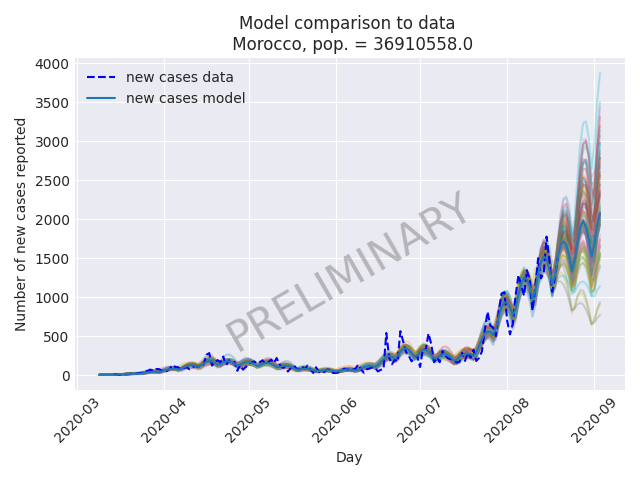 Model comparison to data
Morocco, pop. = 36910558.0
Number of new cases reported
4000
3500
3000
2500
2000
1500
1000
500
0
new cases data
new cases model
PRELIMINARY
2020-03
2020-04
2020-05
2020-06
2020-07
2020-08
2020-09
Day